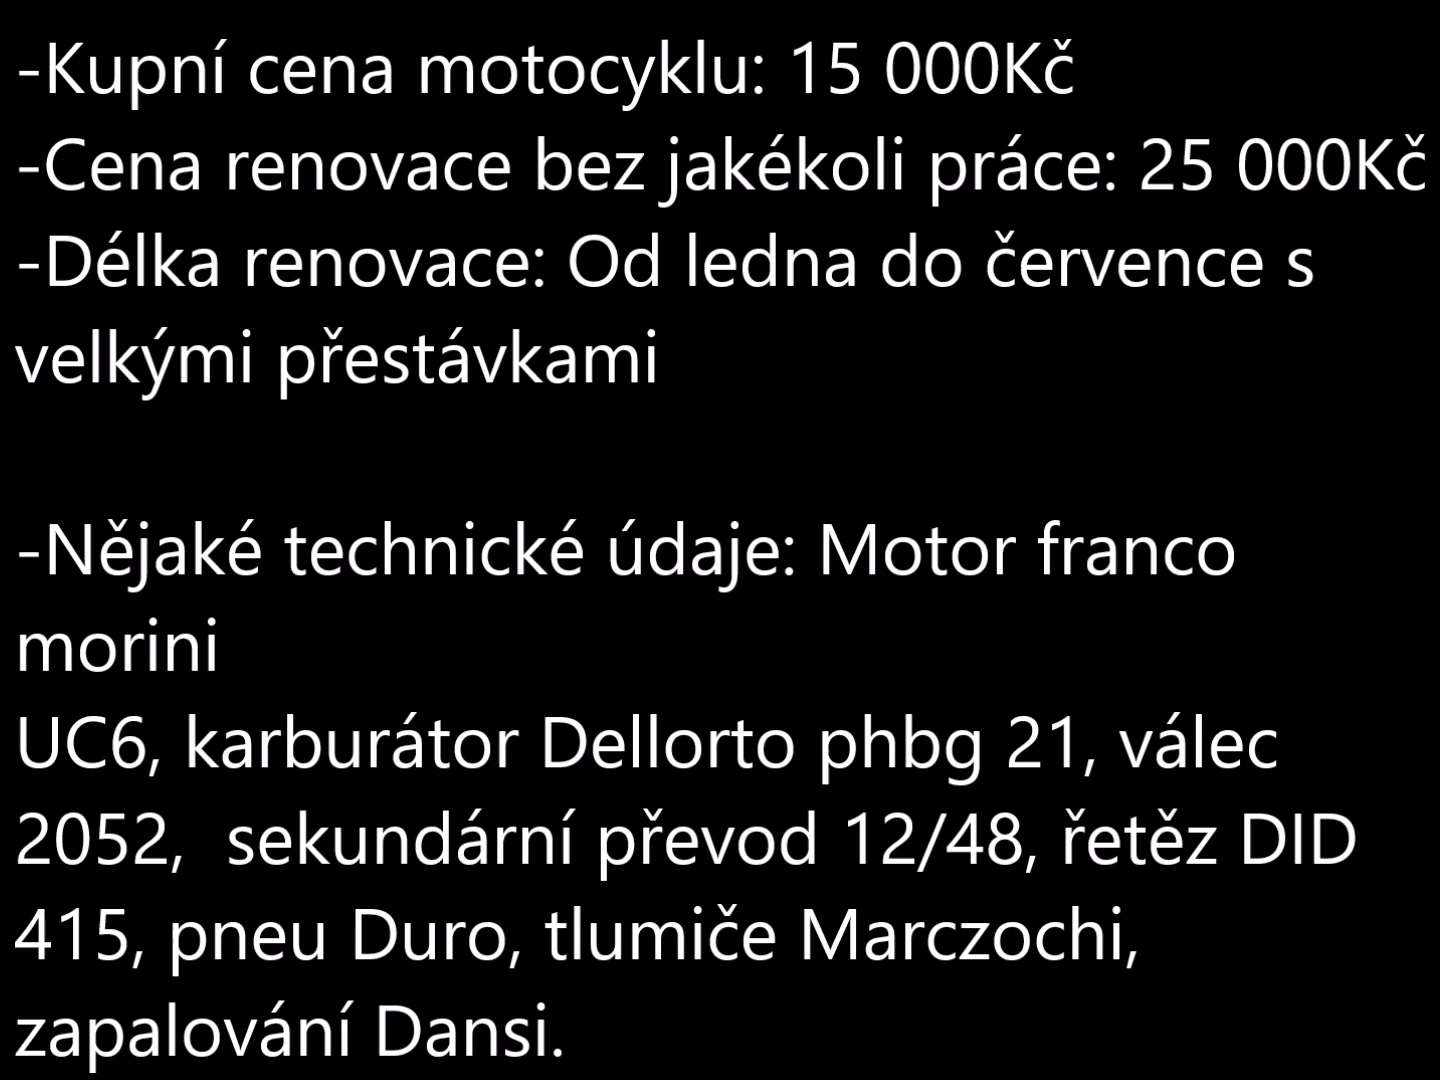 -Kupní cena motocyklu: 15 000Kč
-Cena renovace bez jakékoli práce: 25 000Kč
-Délka renovace: Od ledna do července s
velkými přestávkami
-Nějaké technické údaje: Motor franco
morini
UC6, karburátor Dellorto phbg 21, válec
2052,  sekundární převod 12/48, řetěz DID
415, pneu Duro, tlumiče Marczochi,
zapalování Dansi.